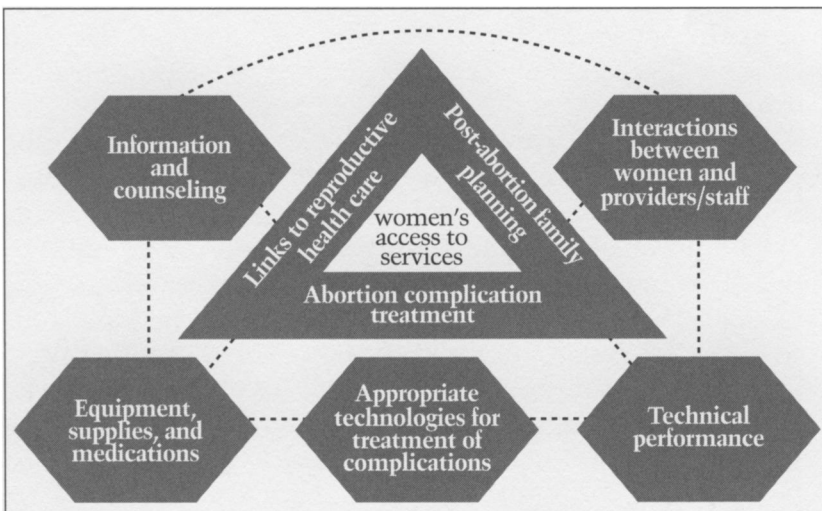 Information
and
counseling
Interactions
between
women and
providers/staff
Links to reproductive
health care
Post-abortion family
planning
women's
access to
services
Abortion complication
treatment
Equipment,
supplies, and
medications
Appropriate
technologies for
treatment of
complications
Technical
performance